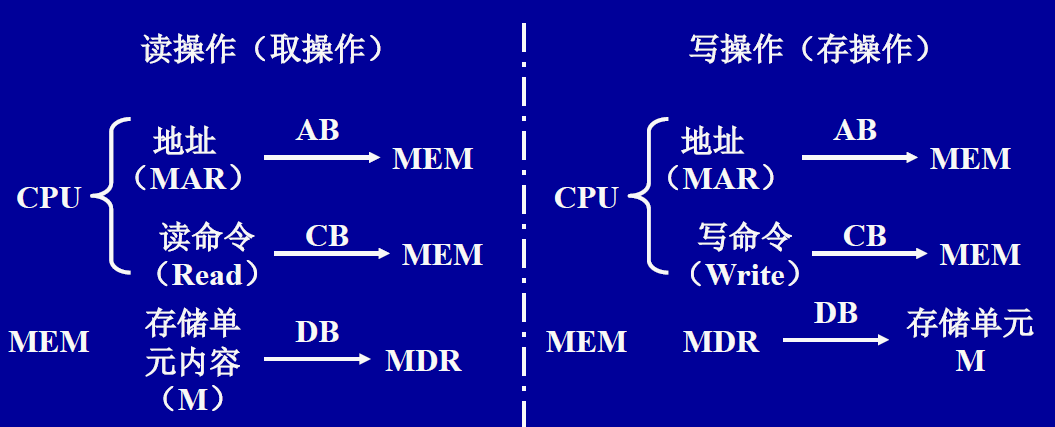 读操作（取操作）
CPU
地址
（MAR）
AB
MEM
读命令
（Read）
CB
MEM
MEM
存储单
元内容
（M）
DB
MDR
写操作（存操作）
CPU
地址
（MAR）
AB
MEM
写命令
（Write）
CB
MEM
MEM
MDR
DB
存储单元
M